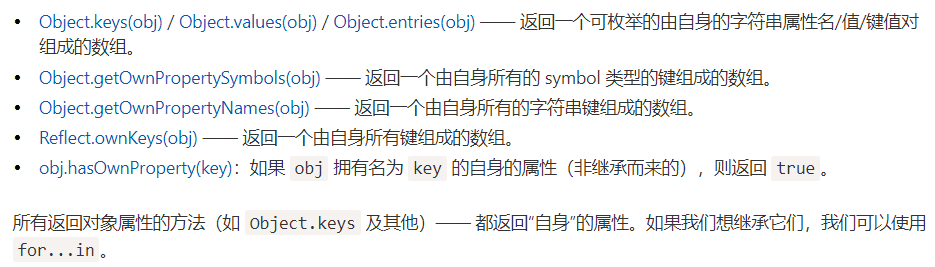 • Object.keys(obj) / Object.values(obj) / Object.entries(obj) —— 返回一个可枚举的由自身的字符串属性名/值/键值对
组成的数组。
• Object.getOwnPropertySymbols(obj) —— 返回一个由自身所有的 symbol 类型的键组成的数组。
• Object.getOwnPropertyNames(obj) —— 返回一个由自身所有的字符串键组成的数组。
• Reflect.ownKeys(obj) —— 返回一个由自身所有键组成的数组。
• obj.hasOwnProperty(key)：如果 obj 拥有名为 key 的自身的属性（非继承而来的），则返回 true。
所有返回对象属性的方法（如 Object.keys 及其他）—— 都返回“自身”的属性。如果我们想继承它们，我们可以使用
for...in。